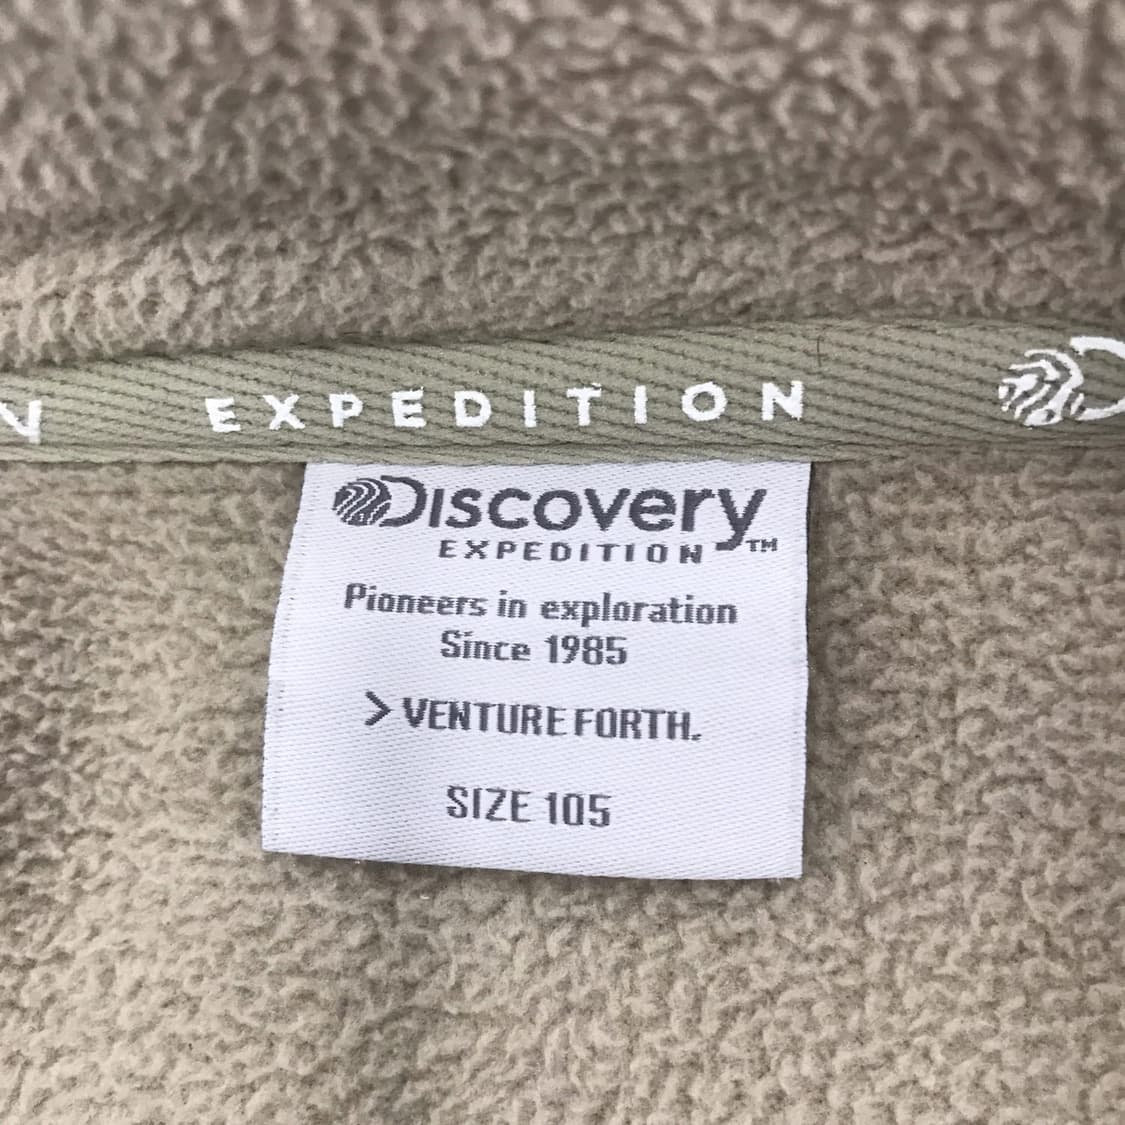 N EXPEDITION
DISCOVERY
EXPEDITION™
Pioneers in exploration
Since 1985
> VENTURE FORTH.
SIZE 105